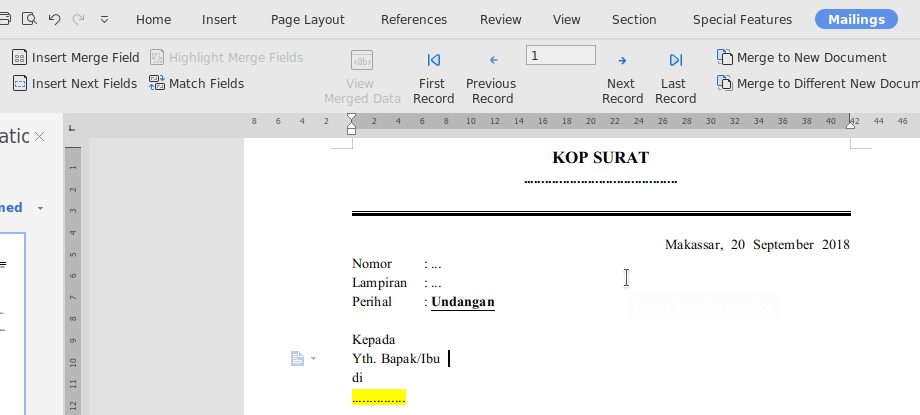 Home Insert Page Layout References Review View Section Special Features Mailings
Insert Merge Field Highlight Merge Fields
Insert Next Fields Match Fields
View Merged Data
First Record
Previous Record
1
Next Record
Last Record
Merge to New Document
Merge to Different New Docum
8 6 4 2 2 4 6 8 10 12 14 16 18 20 22 24 26 28 30 32 34 36 38 40 42 44 46
1 2 3 4 5 6 7 8 9 10 11 12
atic
ned
KOP SURAT
............................................
Makassar, 20 September 2018
Nomor : ...
Lampiran : ...
Perihal : Undangan
Kepada
Yth. Bapak/Ibu
di
...............